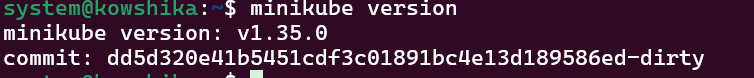 system@kowshika:~$ minikube version
minikube version: v1.35.0
commit: dd5d320e41b5451cdf3c01891bc4e13d189586ed-dirty